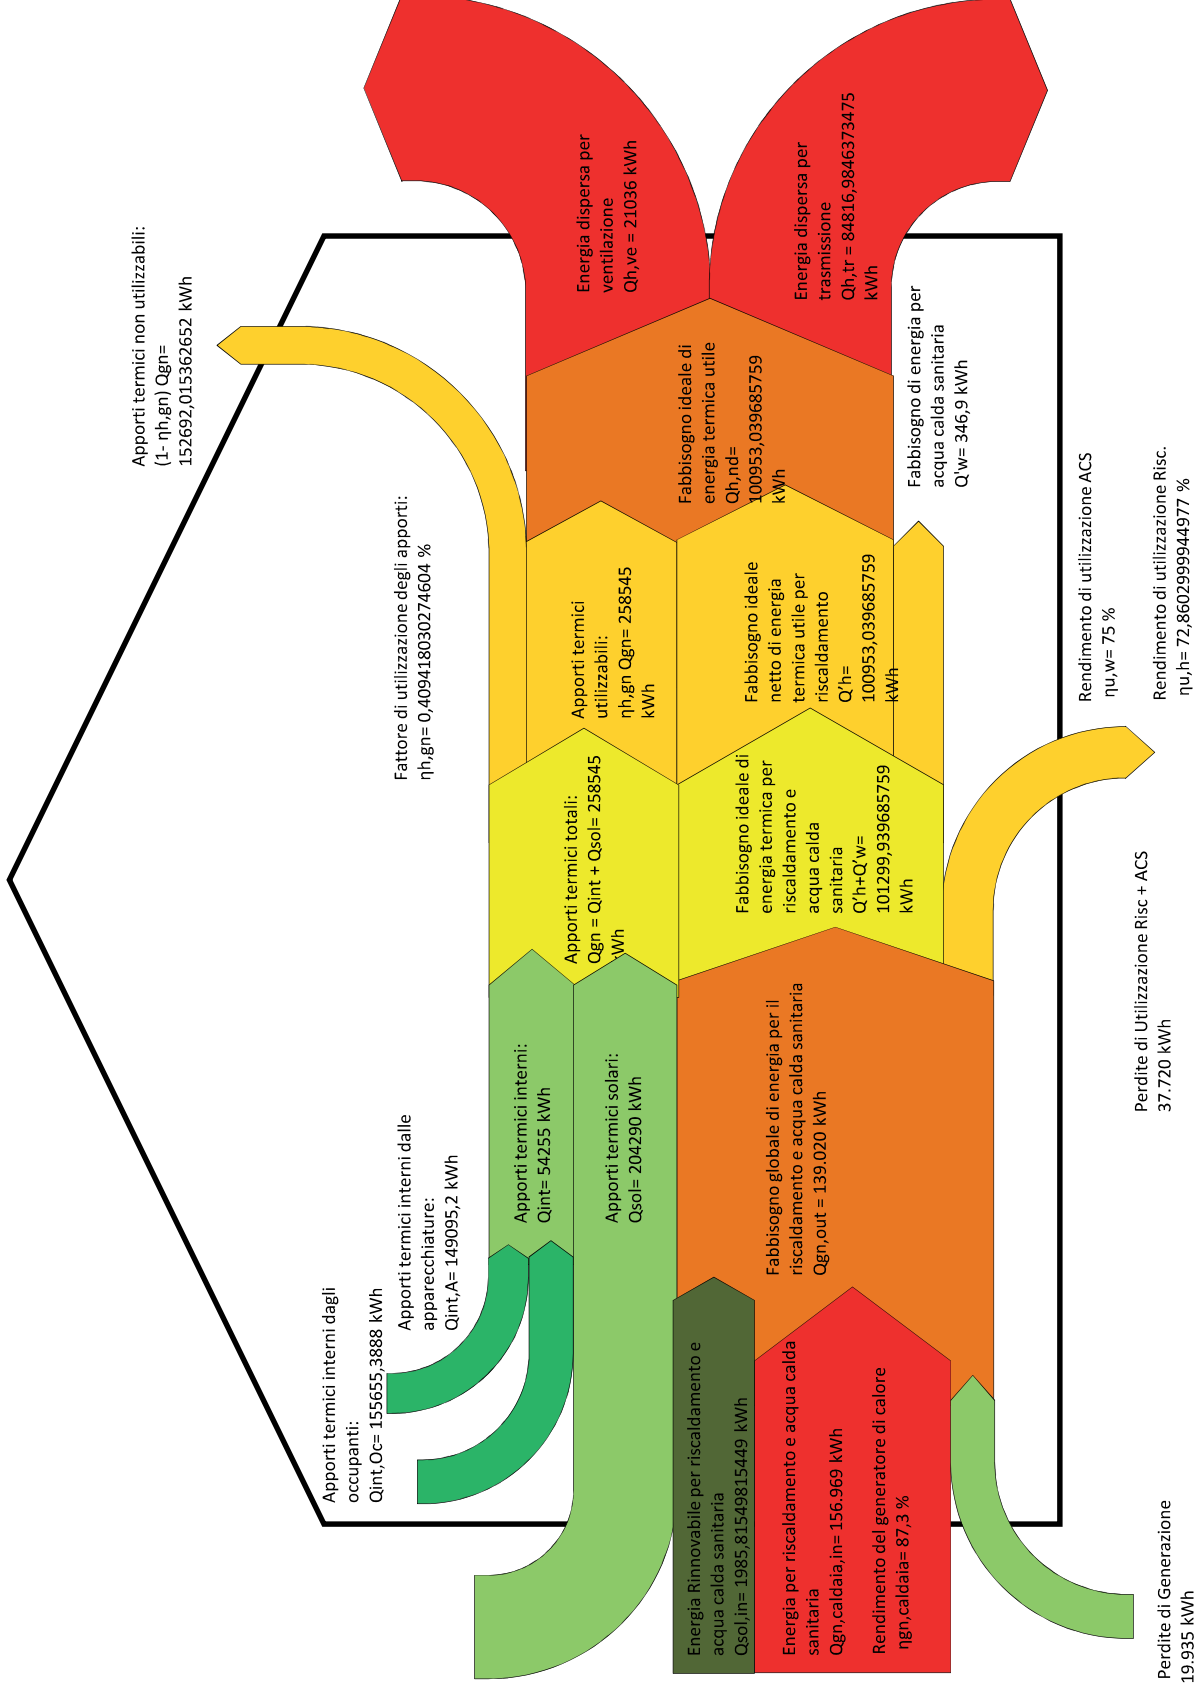 Apporti termici non utilizzabili:
(1- ηh,gn) Qgn=
152692,015362652 kWh
Fattore di utilizzazione degli apporti:
ηh,gn= 0,409418030274604 %
Apporti termici interni dagli
occupanti:
Qint,Oc= 155655,3888 kWh
Apporti termici interni dalle
apparecchiature:
Qint,A= 149095,2 kWh
Apporti termici interni:
Qint= 54255 kWh
Apporti termici solari:
Qsol= 204290 kWh
Apporti termici totali:
Qgn = Qint + Qsol= 258545
kWh
Apporti termici
utilizzabili:
ηh,gn Qgn= 258545
kWh
Energia dispersa per
ventilazione
Qh,ve = 21036 kWh
Energia dispersa per
trasmissione
Qh,tr = 84816,9846373475
kWh
Fabbisogno ideale di
energia termica utile
Qh,nd=
100953,039685759
kWh
Fabbisogno ideale
netto di energia
termica utile per
riscaldamento
Q’h=
100953,039685759
kWh
Fabbisogno di energia per
acqua calda sanitaria
Q'w= 346,9 kWh
Fabbisogno ideale di
energia termica per
riscaldamento e
acqua calda
sanitaria
Q’h+Q’w=
101299,939685759
kWh
Fabbisogno globale di energia per il
riscaldamento e acqua calda sanitaria
Qgn,out = 139.020 kWh
Energia Rinnovabile per riscaldamento e
acqua calda sanitaria
Qsol,in= 1985,81549815449 kWh
Energia per riscaldamento e acqua calda
sanitaria
Qgn,caldaia,in= 156.969 kWh
Rendimento del generatore di calore
ηgn,caldaia= 87,3 %
Rendimento di utilizzazione ACS
ηu,w= 75 %
Rendimento di utilizzazione Risc.
ηu,h= 72,8602999944977 %
Perdite di Utilizzazione Risc + ACS
37.720 kWh
Perdite di Generazione
19.935 kWh